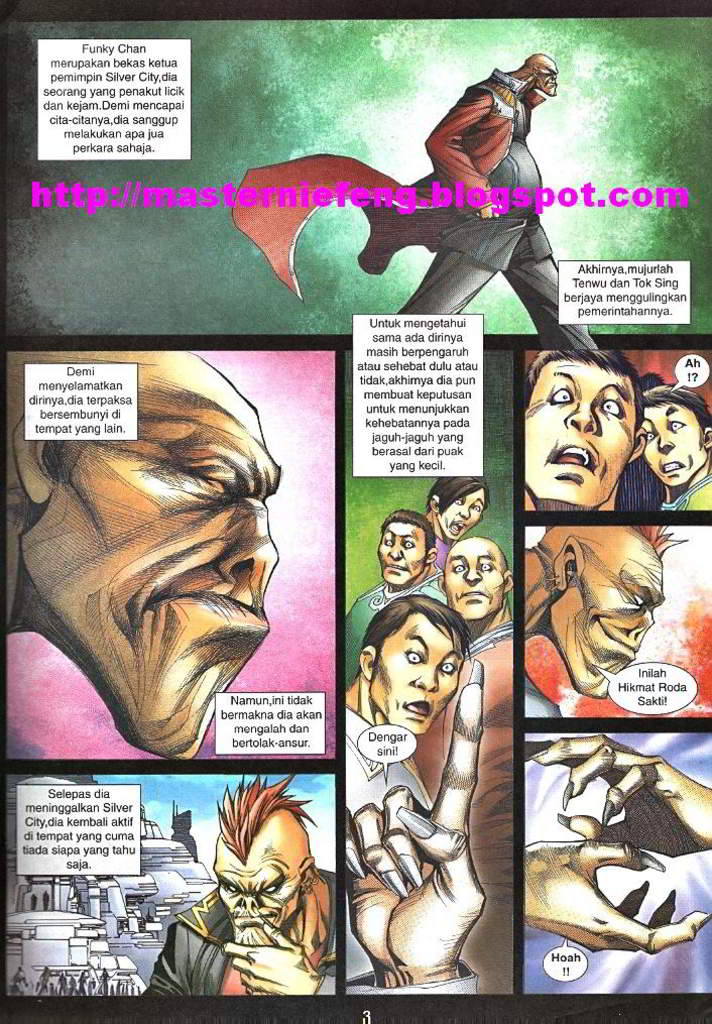 Funky Chan
merupakan bekas ketua
pemimpin Silver City,dia
seorang yang penakut licik
dan kejam.Demi mencapai
cita-citanya,dia sanggup
melakukan apa jua
perkara sahaja.
http://masterniefeng.blogspot.com
Akhirnya,mujurlah
Tenwu dan Tok Sing
berjaya menggulingkan
pemerintahannya.
Demi
menyelamatkan
dirinya,dia terpaksa
bersembunyi di
tempat yang lain.
Namun,ini tidak
bermakna dia akan
mengalah dan
bertolak-ansur.
Selepas dia
meninggalkan Silver
City,dia kembali aktif
di tempat yang cuma
tiada siapa yang tahu
saja.
Untuk mengetahui
sama ada dirinya
masih berpengaruh
atau sehebat dulu atau
tidak,akhirnya dia pun
membuat keputusan
untuk menunjukkan
kehebatannya pada
jaguh-jaguh yang
berasal dari puak
yang kecil.
Dengar
sini!
Ah
!?
Inilah
Hikmat Roda
Sakti!
Hoah
!!
3